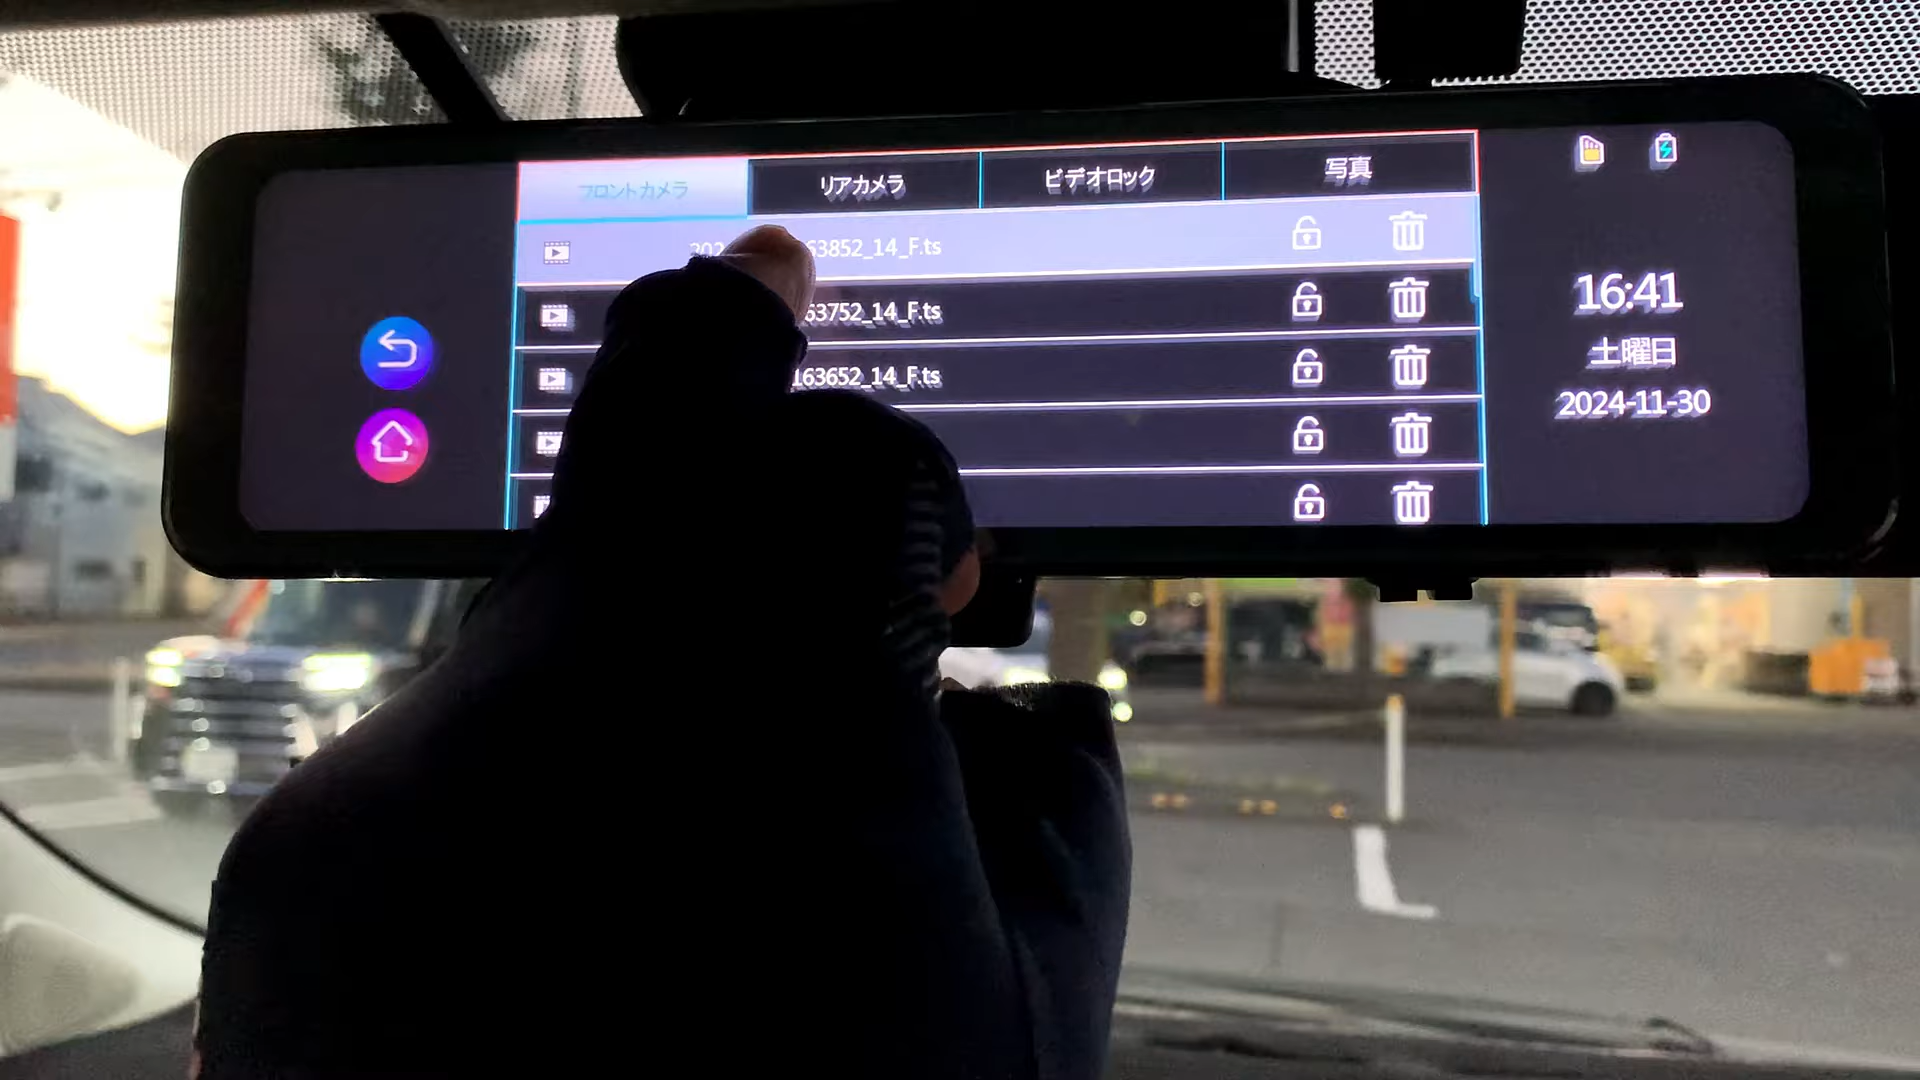 フロントカメラ
リアカメラ
ビデオロック
写真
63852_14_F.ts
63752_14_F.ts
163652_14_F.ts
16:41
土曜日
2024-11-30